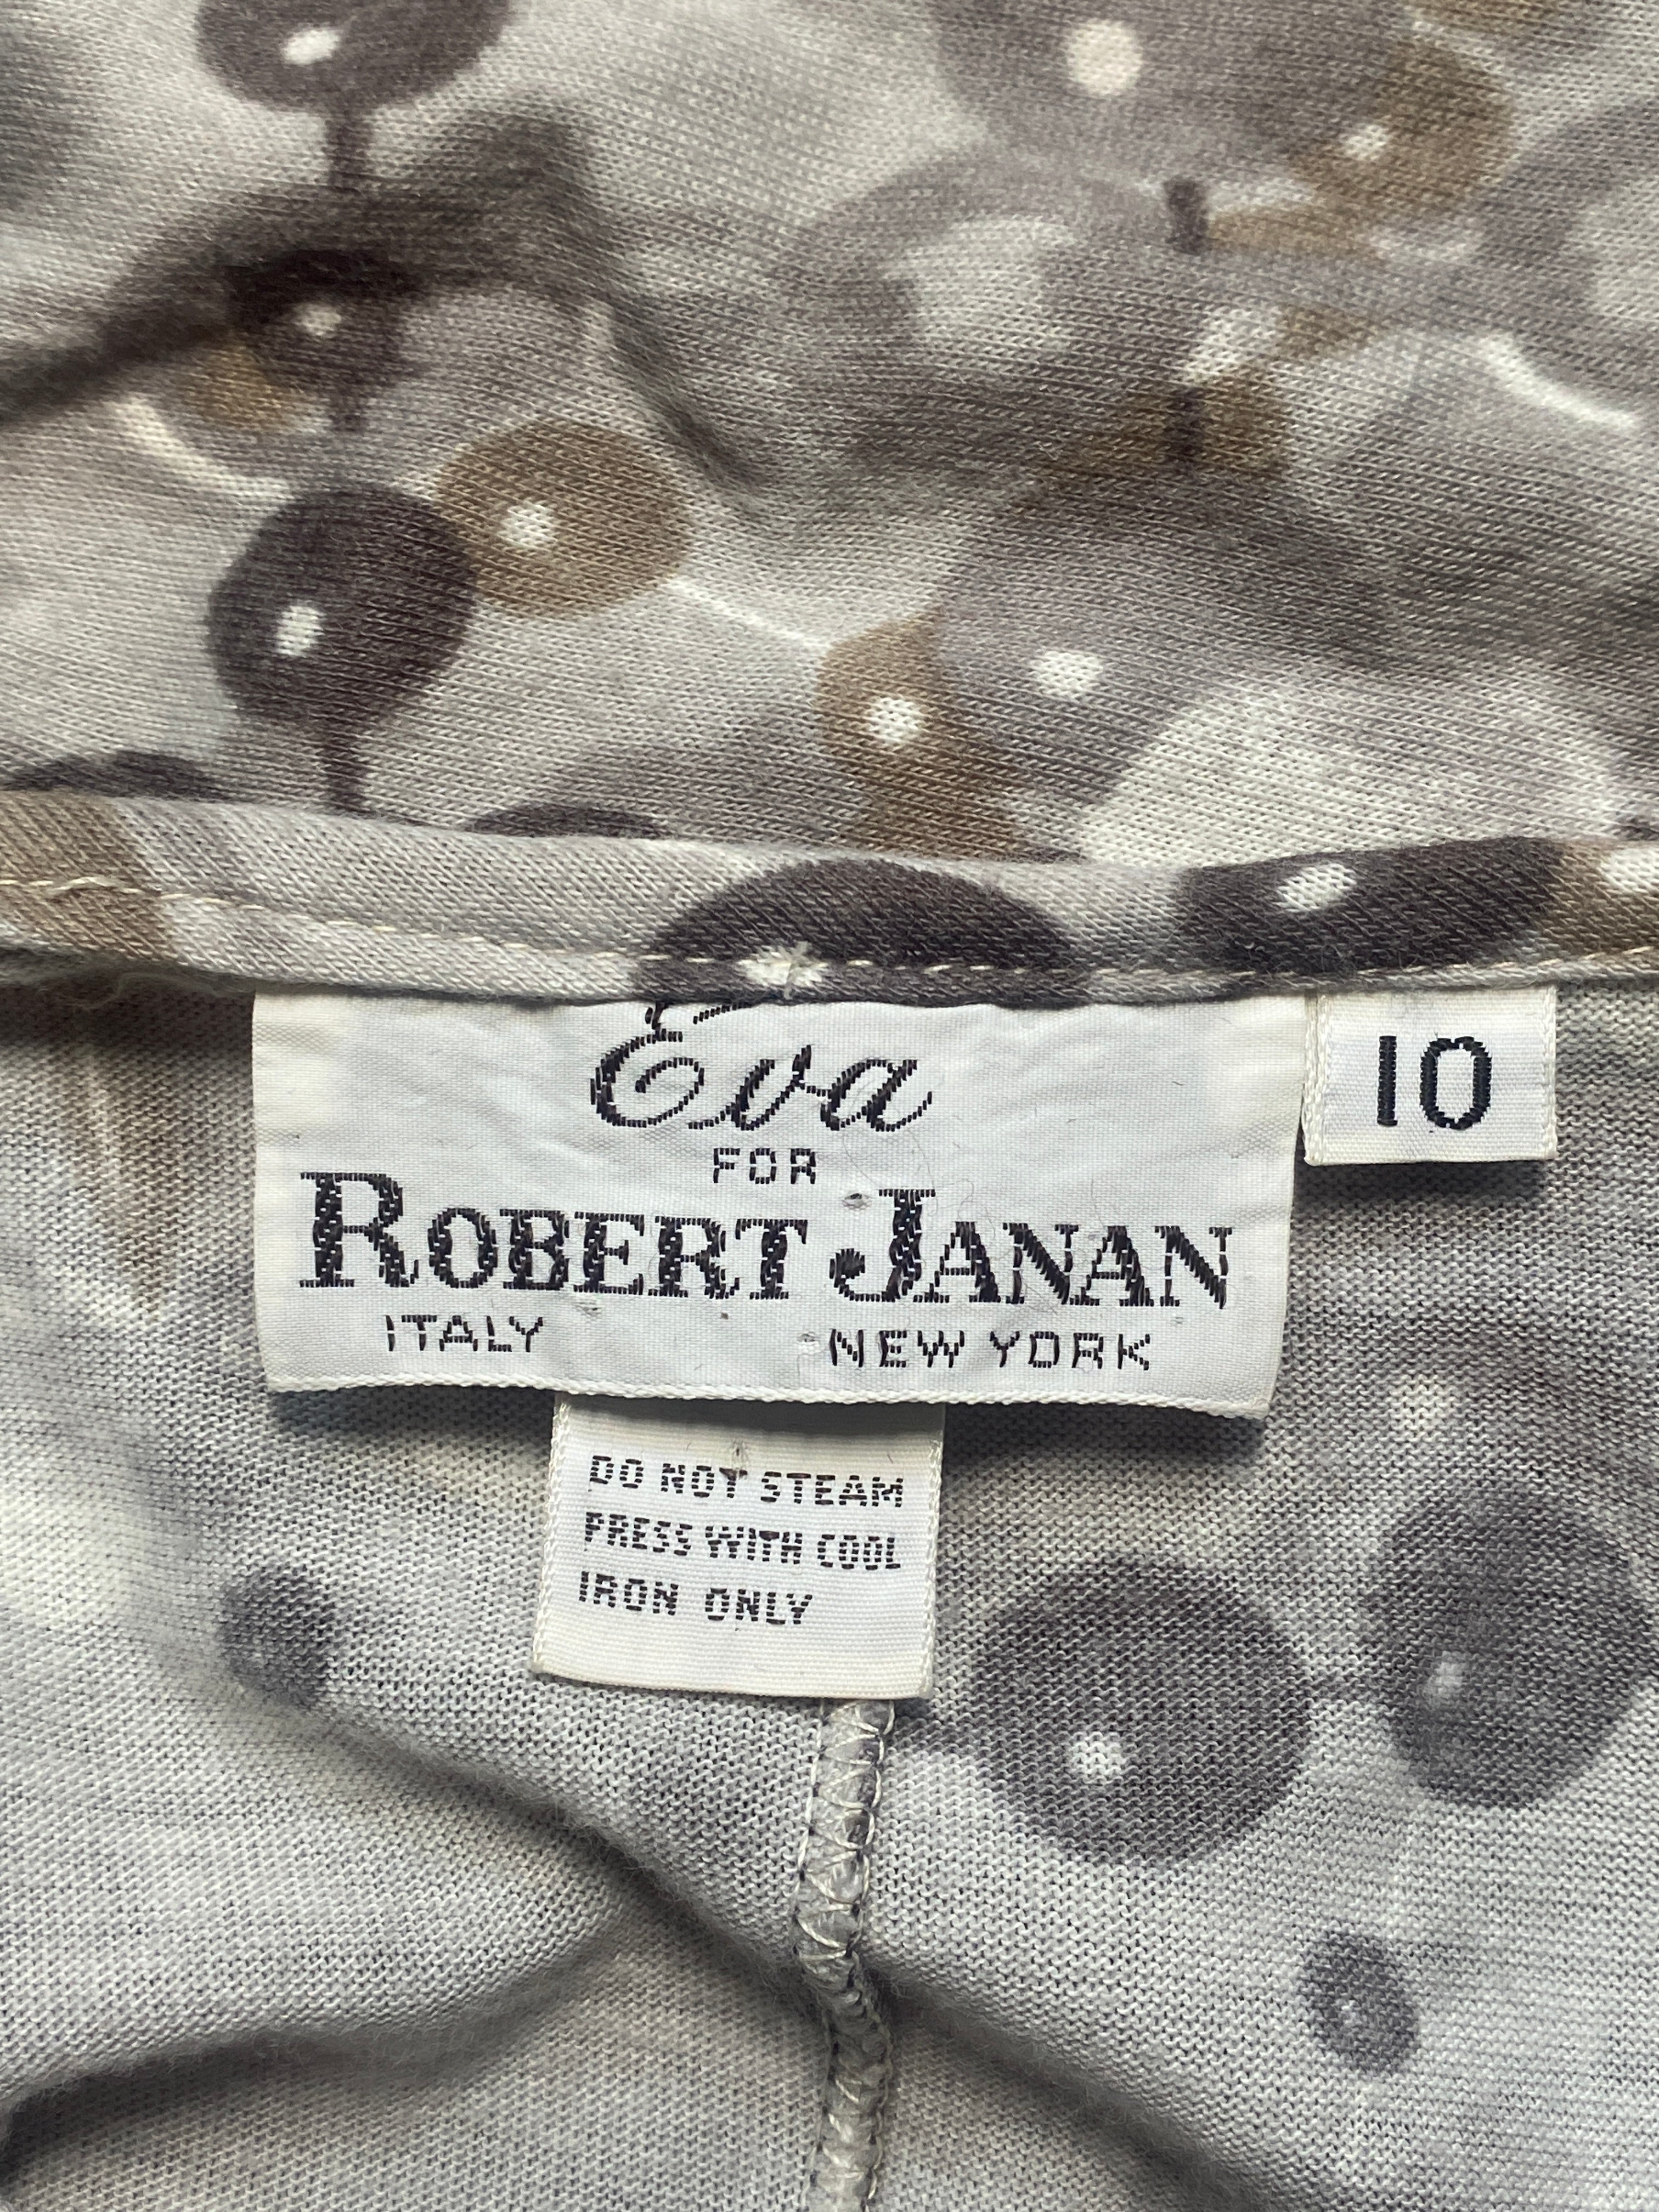 Eva
FOR
ROBERT JANAN
ITALY NEW YORK
10
DO NOT STEAM
PRESS WITH COOL
IRON ONLY